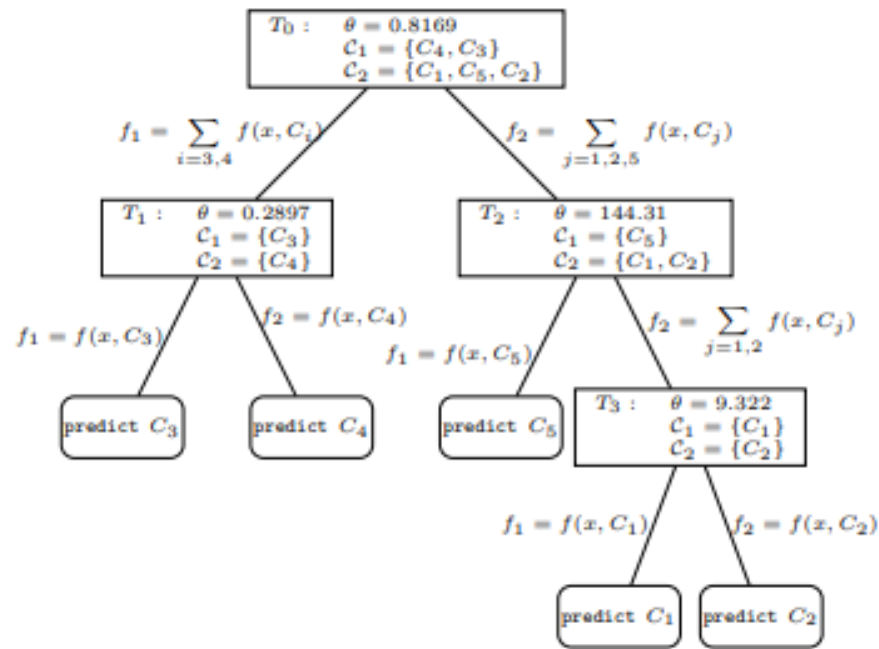 T₀ : θ = 0.8169
𝒞₁ = {C₄, C₃}
𝒞₂ = {C₁, C₅, C₂}
f₁ = ∑_{i=3,4} f(x, Cᵢ)
f₂ = ∑_{j=1,2,5} f(x, Cⱼ)
T₁ : θ = 0.2897
𝒞₁ = {C₃}
𝒞₂ = {C₄}
T₂ : θ = 144.31
𝒞₁ = {C₅}
𝒞₂ = {C₁, C₂}
f₁ = f(x, C₃)
f₂ = f(x, C₄)
f₁ = f(x, C₅)
f₂ = ∑_{j=1,2} f(x, Cⱼ)
predict C₃
predict C₄
predict C₅
T₃ : θ = 9.322
𝒞₁ = {C₁}
𝒞₂ = {C₂}
f₁ = f(x, C₁)
f₂ = f(x, C₂)
predict C₁
predict C₂